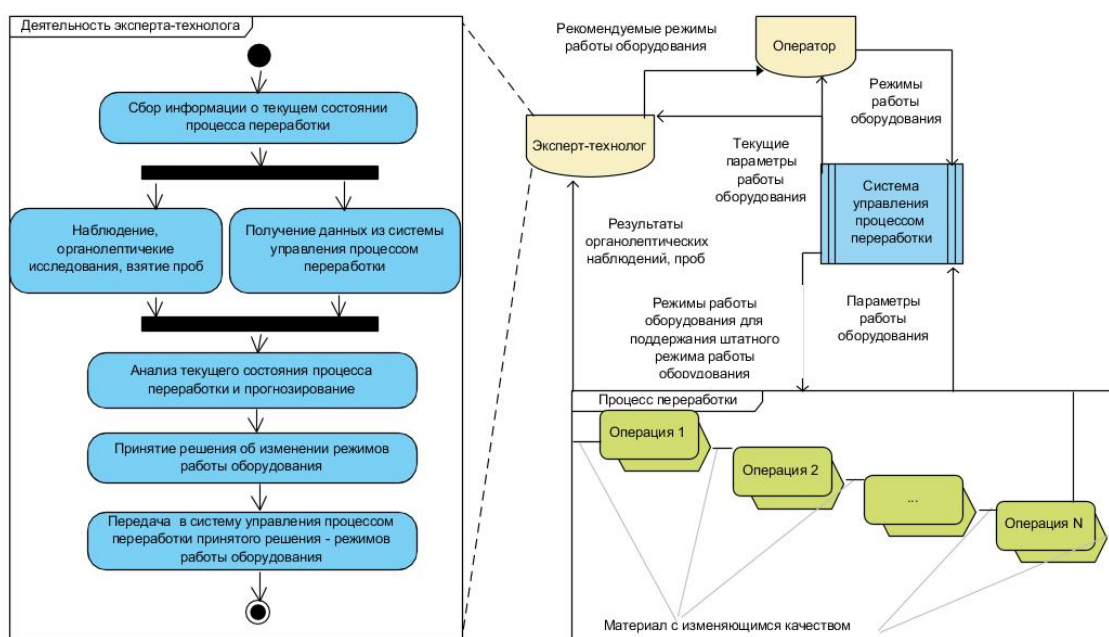 Деятельность эксперта-технолога
Сбор информации о текущем состоянии
процесса переработки
Наблюдение,
органолептичекие
исследования, взятие проб
Получение данных из системы
управления процессом
переработки
Анализ текущего состояния процесса
переработки и прогнозирование
Принятие решения об изменении режимов
работы оборудования
Передача в систему управления процессом
переработки принятого решения - режимов
работы оборудования
Рекомендуемые режимы
работы оборудования
Оператор
Режимы
работы
оборудования
Эксперт-технолог
Текущие
параметры
работы
оборудования
Система
управления
процессом
переработки
Результаты
органолептических
наблюдений, проб
Режимы работы
оборудования для
поддержания штатного
режима работы
оборудования
Параметры
работы
оборудования
Процесс переработки
Операция 1
Операция 2
...
Операция N
Материал с изменяющимся качеством